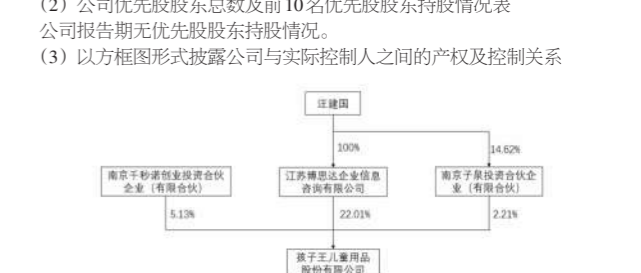 （2）公司优先股股东总数及前10名优先股股东持股情况表
公司报告期无优先股股东持股情况。
（3）以方框图形式披露公司与实际控制人之间的产权及控制关系
汪建国
100%
14.62%
南京千秒诺创业投资合伙
企业（有限合伙）
江苏博思达企业信息
咨询有限公司
南京子泉投资合伙企
业（有限合伙）
5.13%
22.01%
2.21%
孩子王儿童用品
股份有限公司